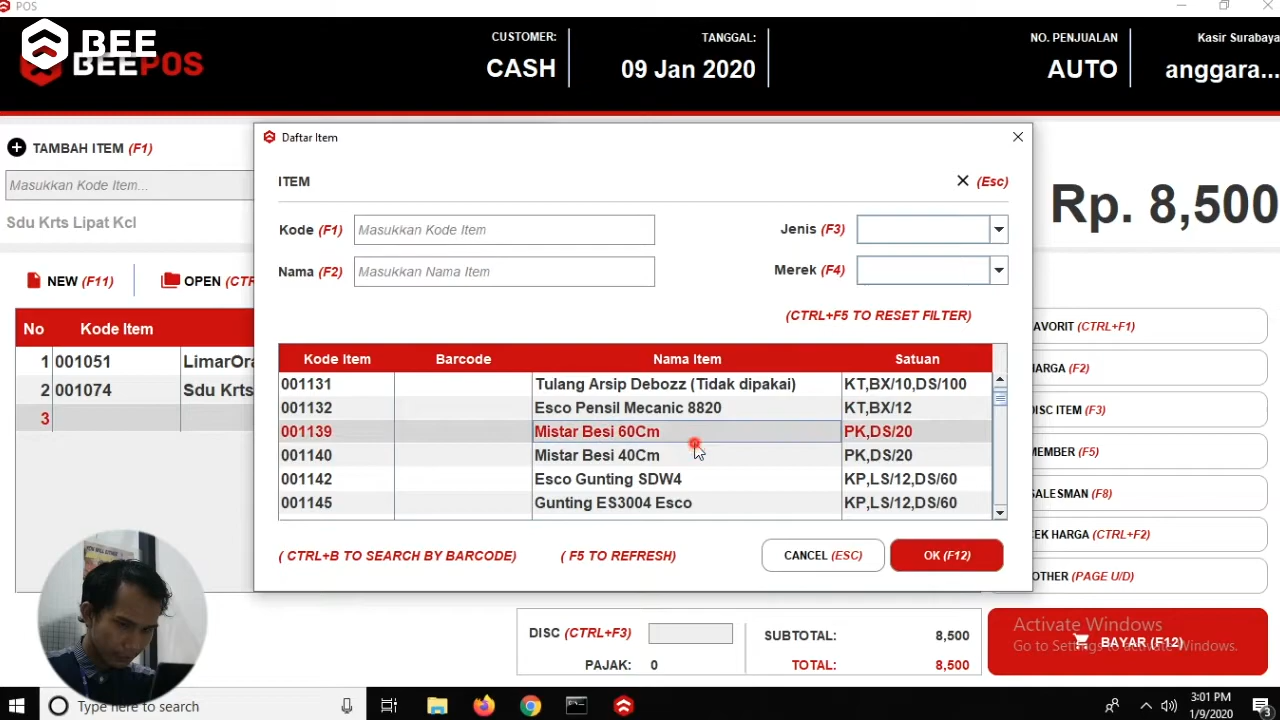 POS
BEE
BEEPOS
CUSTOMER:
CASH
TANGGAL:
09 Jan 2020
NO. PENJUALAN
AUTO
Kasir Surabaya
anggara...
TAMBAH ITEM (F1)
Masukkan Kode Item...
Sdu Krts Lipat Kcl
Rp. 8,500
NEW (F11)
OPEN (CTR
No Kode Item
1 001051 LimarOra
2 001074 Sdu Krts
3
Daftar Item
ITEM
(Esc)
Kode (F1) Masukkan Kode Item
Jenis (F3)
Nama (F2) Masukkan Nama Item
Merek (F4)
(CTRL+F5 TO RESET FILTER)
Kode Item Barcode Nama Item Satuan
001131 Tulang Arsip Debozz (Tidak dipakai) KT,BX/10,DS/100
001132 Esco Pensil Mecanic 8820 KT,BX/12
001139 Mistar Besi 60Cm PK,DS/20
001140 Mistar Besi 40Cm PK,DS/20
001142 Esco Gunting SDW4 KP,LS/12,DS/60
001145 Gunting ES3004 Esco KP,LS/12,DS/60
( CTRL+B TO SEARCH BY BARCODE)
( F5 TO REFRESH)
CANCEL (ESC)
OK (F12)
AVORIT (CTRL+F1)
ARGA (F2)
ISC ITEM (F3)
EMBER (F5)
ALESMAN (F8)
EK HARGA (CTRL+F2)
OTHER (PAGE U/D)
DISC (CTRL+F3)
PAJAK: 0
SUBTOTAL: 8,500
TOTAL: 8,500
BAYAR (F12)
Activate Windows
Go to Settings to activate Windows.
Type here to search
3:01 PM
1/9/2020
3